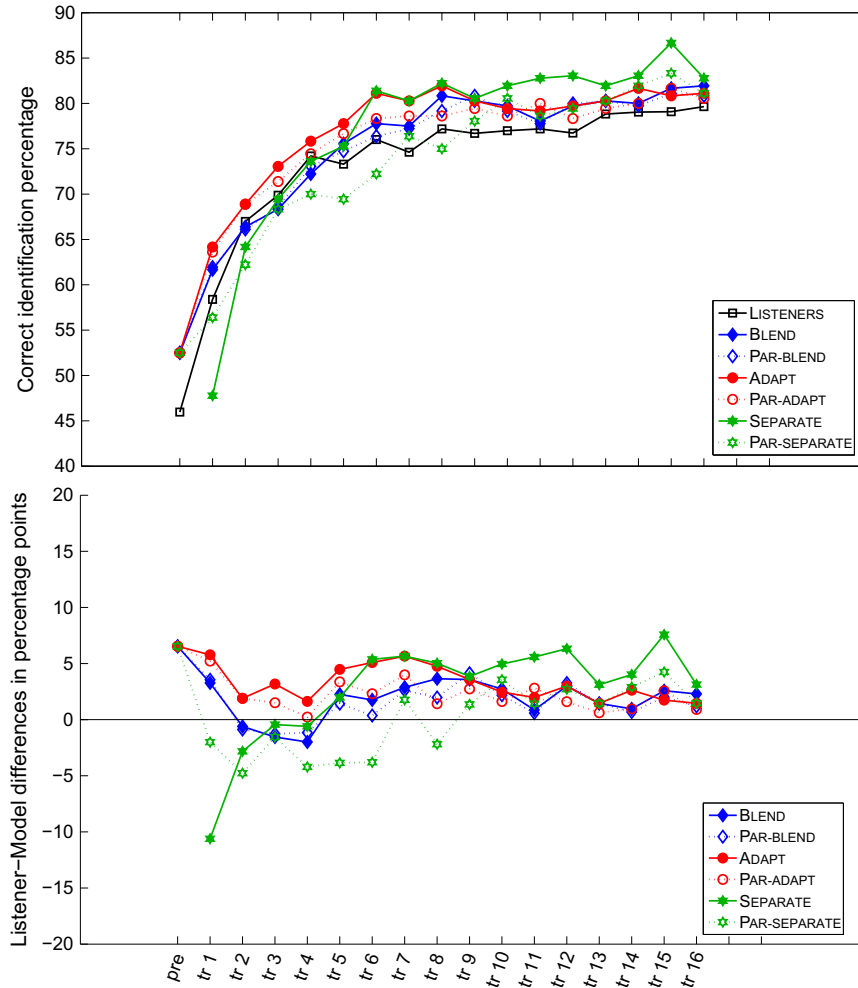 90
85
80
75
70
65
60
55
50
45
40
Correct identification percentage
LISTENERS
BLEND
PAR-BLEND
ADAPT
PAR-ADAPT
SEPARATE
PAR-SEPARATE
20
15
10
5
0
−5
−10
−15
−20
Listener−Model differences in percentage points
BLEND
PAR-BLEND
ADAPT
PAR-ADAPT
SEPARATE
PAR-SEPARATE
pre
tr 1
tr 2
tr 3
tr 4
tr 5
tr 6
tr 7
tr 8
tr 9
tr 10
tr 11
tr 12
tr 13
tr 14
tr 15
tr 16